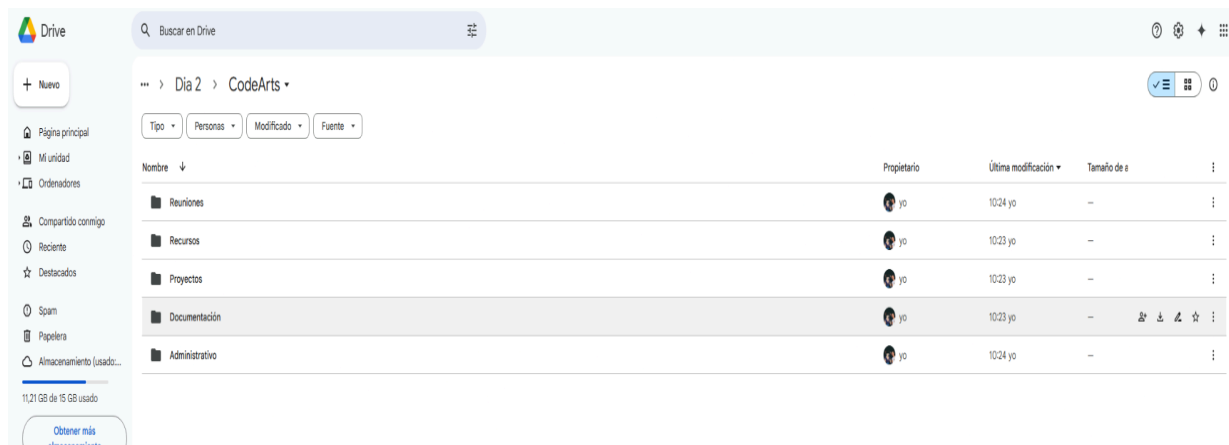 Drive
Buscar en Drive
Nuevo
Página principal
Mi unidad
Ordenadores
Compartido conmigo
Reciente
Destacados
Spam
Papelera
Almacenamiento (usado:...
11,21 GB de 15 GB usado
Obtener más
almacenamiento
... > Dia 2 > CodeArts
Tipo Personas Modificado Fuente
Nombre Propietario Última modificación Tamaño de a
Reuniones yo 10:24 yo —
Recursos yo 10:23 yo —
Proyectos yo 10:23 yo —
Documentación yo 10:23 yo —
Administrativo yo 10:24 yo —